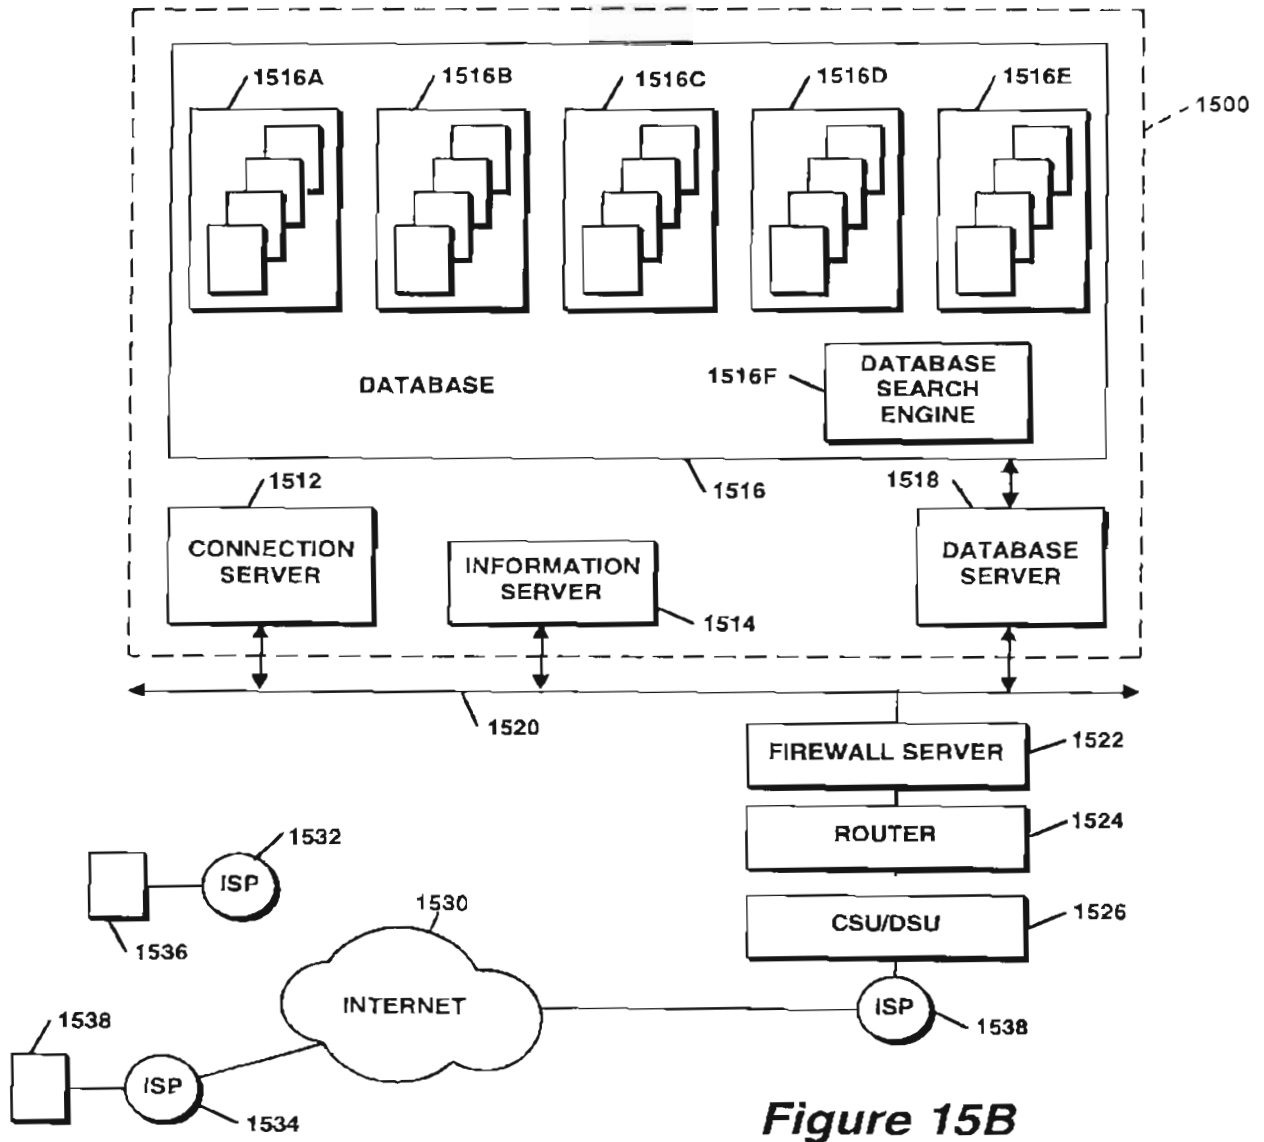 1516A
1516B
1516C
1516D
1516E
1500
DATABASE
1516F
DATABASE
SEARCH
ENGINE
1512
1516
1518
CONNECTION
SERVER
INFORMATION
SERVER
1514
DATABASE
SERVER
1520
FIREWALL SERVER
1522
ROUTER
1524
1532
ISP
1536
1530
CSU/DSU
1526
INTERNET
ISP
1538
1538
ISP
1534
Figure 15B